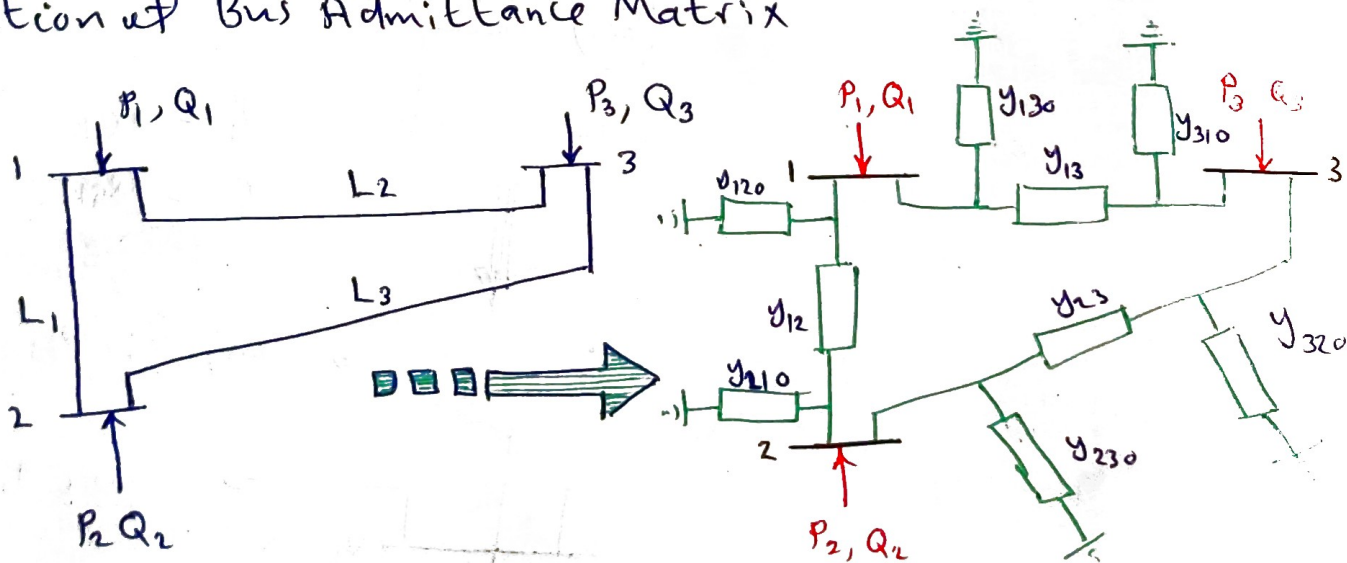 tion of Bus Admittance Matrix
P1, Q1
P3, Q3
1
3
L2
L3
L1
2
P2 Q2
P1, Q1
y130
y310
P3
y13
1
3
y120
y12
y23
y320
y210
2
y230
P2, Q2